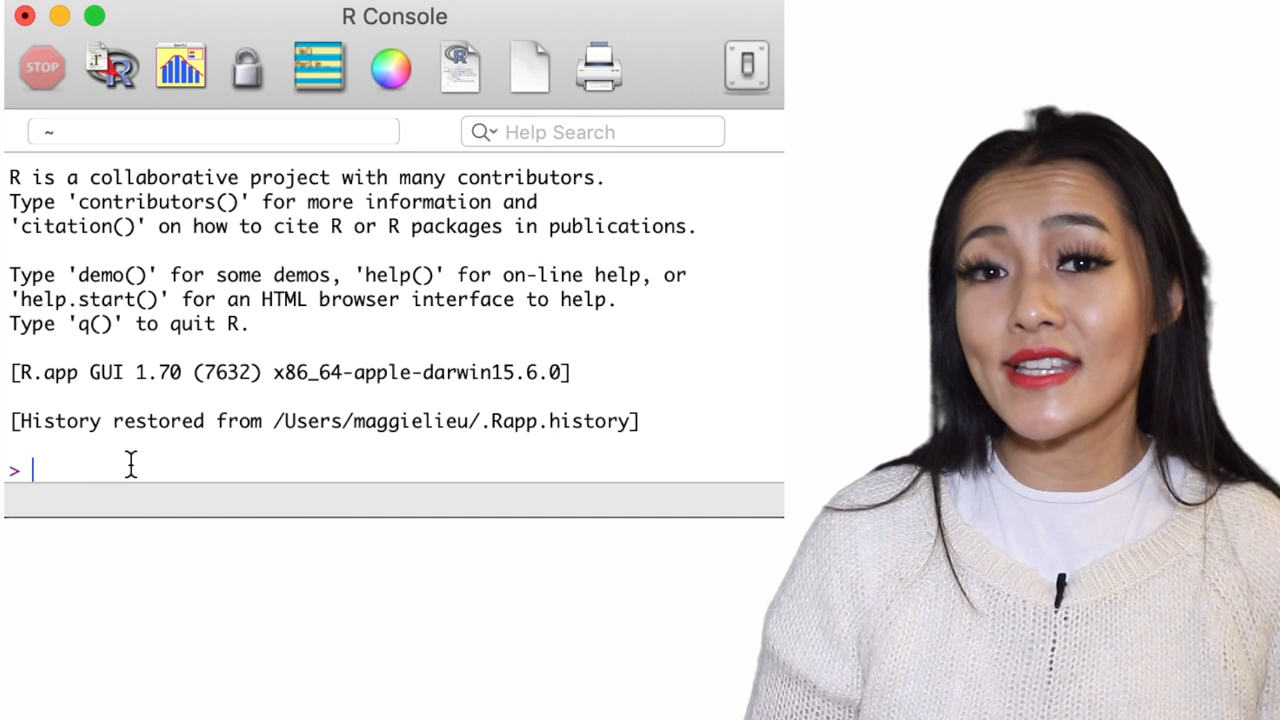 R Console
STOP
R
~
Help Search
R
R is a collaborative project with many contributors.
Type 'contributors()' for more information and
'citation()' on how to cite R or R packages in publications.
Type 'demo()' for some demos, 'help()' for on-line help, or
'help.start()' for an HTML browser interface to help.
Type 'q()' to quit R.
[R.app GUI 1.70 (7632) x86_64-apple-darwin15.6.0]
[History restored from /Users/maggielieu/.Rapp.history]
>